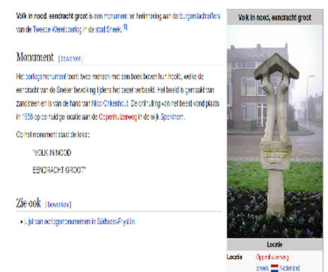 Volk in nood, eendracht groot is een monument ter herinnering aan de burgerslachtoffers
van de Tweede Wereldoorlog in de stad Sneek. [1]
Monument [bewerken]
Het oorlogsmonument toont twee mensen met een boek boven hun hoofd, welke de
eendracht van de Sneker bevolking tijdens het bezet verbeeldt. Het beeld is gemaakt van
zandsteen en is van de hand van Nico Onkenhout. De onthulling van het beeld vond plaats
in 1956 op de huidige locatie aan de Oppenhuizerweg in de wijk Sperkhem.
Op het monument staat de tekst:
"VOLK IN NOOD
EENDRACHT GROOT"
Zie ook [bewerken]
Lijst van oorlogsmonumenten in Súdwest-Fryslân
Volk in nood, eendracht groot
Locatie
Locatie Oppenhuizerweg
Sneek, Nederland